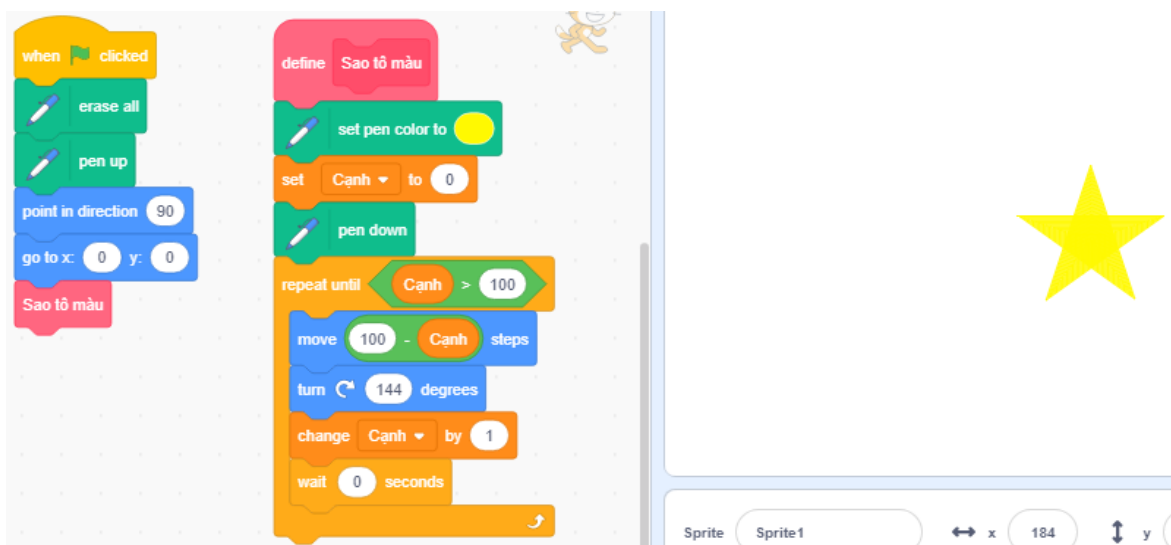 when clicked
erase all
pen up
point in direction 90
go to x: 0 y: 0
Sao tô màu
define Sao tô màu
set pen color to
set Cạnh to 0
pen down
repeat until Cạnh > 100
move 100 - Cạnh steps
turn 144 degrees
change Cạnh by 1
wait 0 seconds
Sprite Sprite1 x 184 y